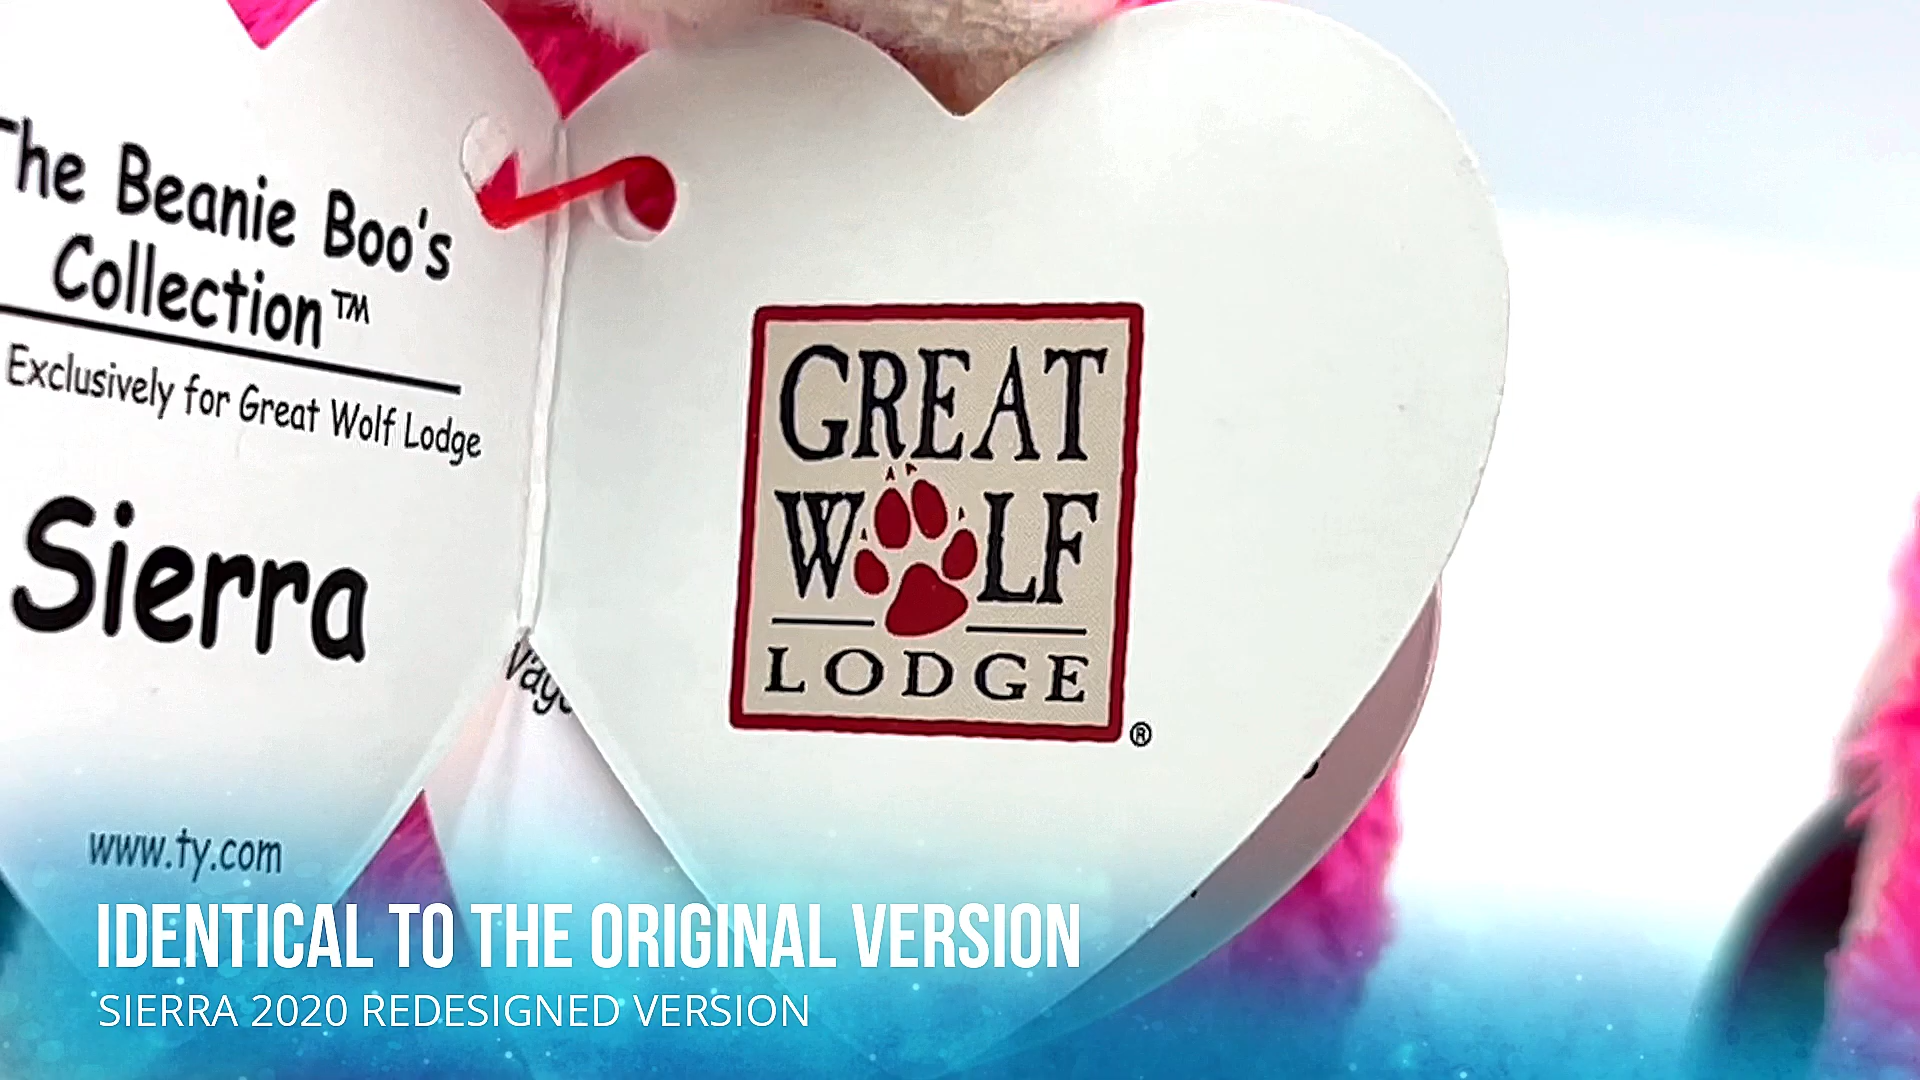 The Beanie Boo's
Collection™
Exclusively for Great Wolf Lodge
Sierra
www.ty.com
GREAT
WOLF
LODGE
®
IDENTICAL TO THE ORIGINAL VERSION
SIERRA 2020 REDESIGNED VERSION